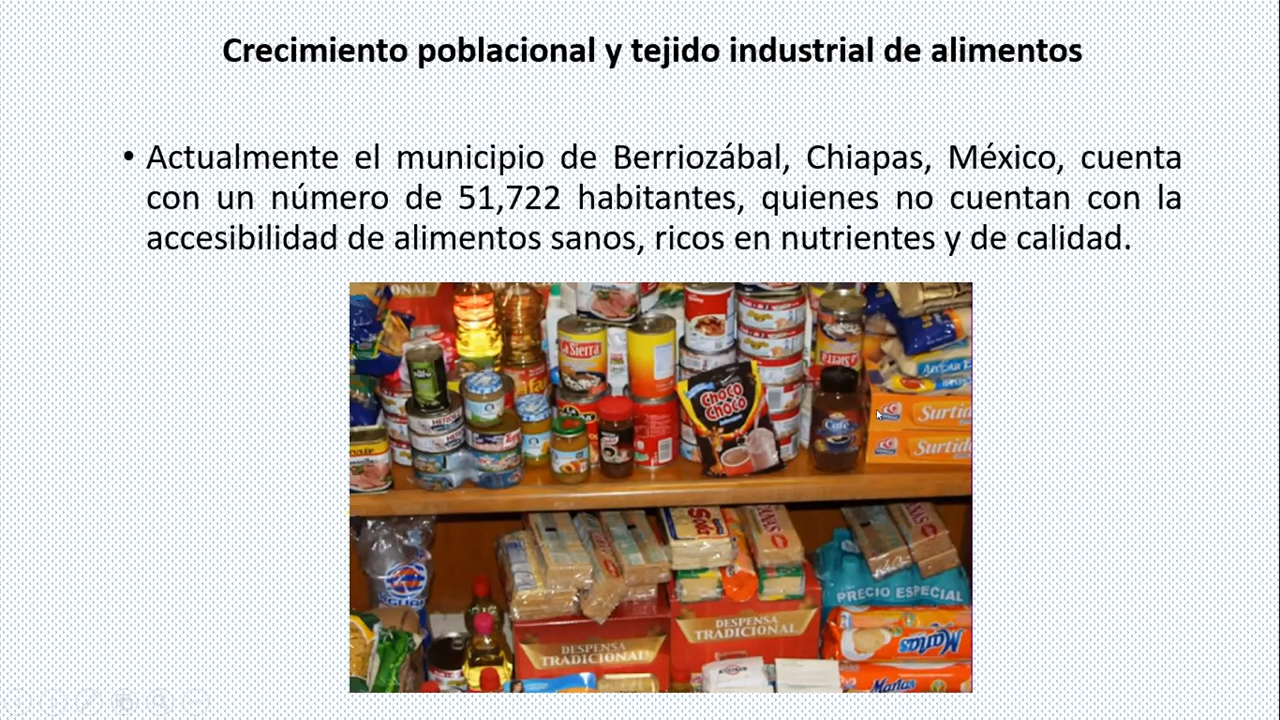 Crecimiento poblacional y tejido industrial de alimentos
• Actualmente el municipio de Berriozábal, Chiapas, México, cuenta
con un número de 51,722 habitantes, quienes no cuentan con la
accesibilidad de alimentos sanos, ricos en nutrientes y de calidad.
La Sierra
Choco
Choco
Café
Surtid
Surtid
PRECIO ESPECIAL
DESPENSA
TRADICIONAL
DESPENSA
TRADICIONAL
Marías
Marías